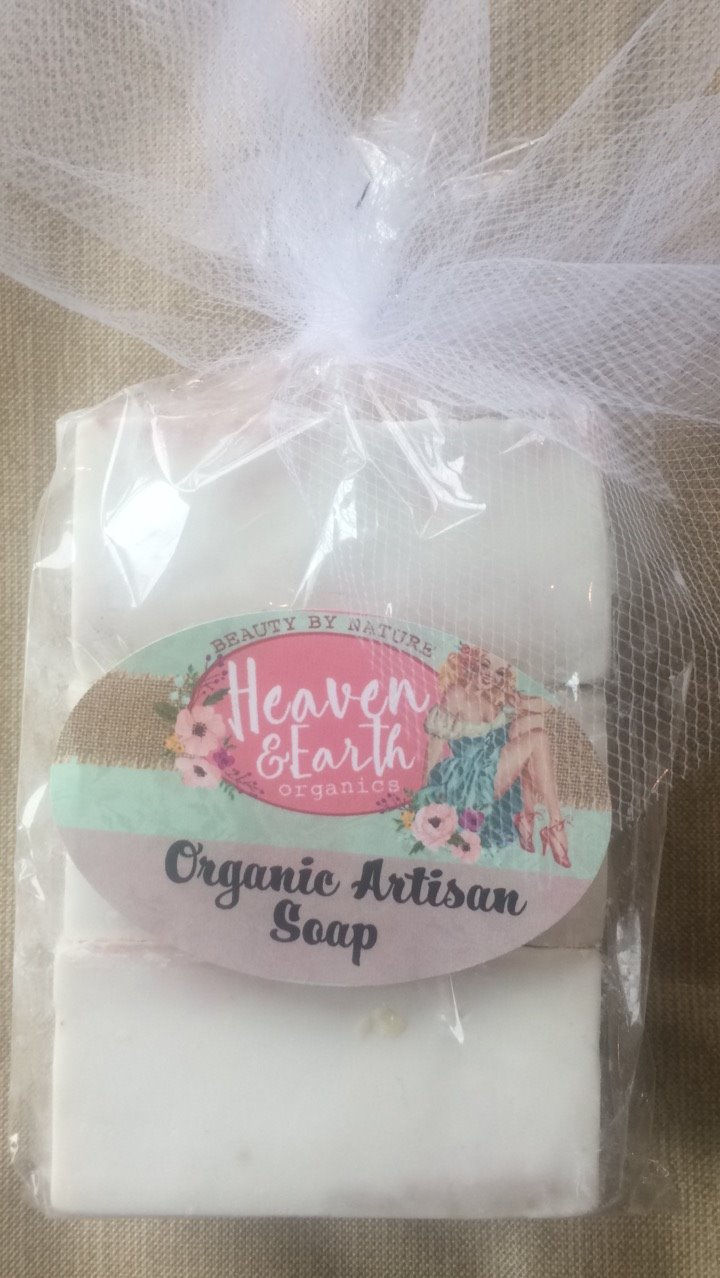 BEAUTY BY NATURE
Heaven
&Earth
organics
Organic Artisan
Soap